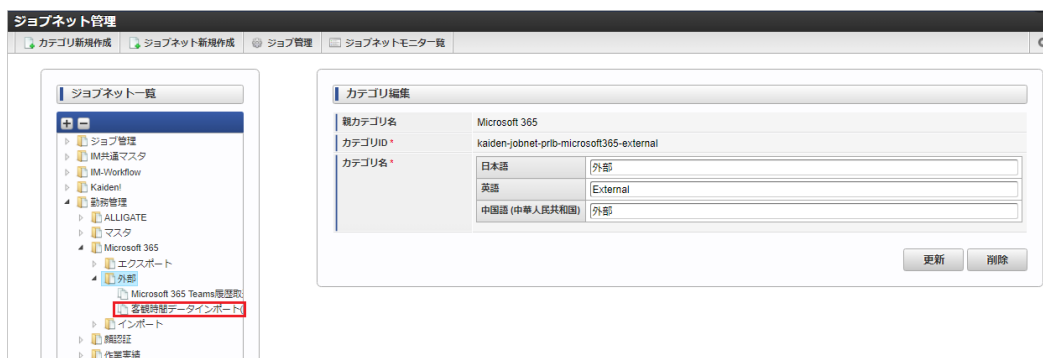 ジョブネット管理
カテゴリ新規作成 ジョブネット新規作成 ジョブ管理 ジョブネットモニター覧
ジョブネット一覧
ジョブ管理
IM共通マスタ
IM-Workflow
Kaiden!
勤務管理
ALLIGATE
マスタ
Microsoft 365
エクスポート
外部
Microsoft 365 Teams履歴取
客観時間データインポート(
インポート
顔認証
作業実績
カテゴリ編集
親カテゴリ名 Microsoft 365
カテゴリID * kaiden-jobnet-prlb-microsoft365-external
カテゴリ名 * 日本語 外部
英語 External
中国語 (中華人民共和国) 外部
更新 削除